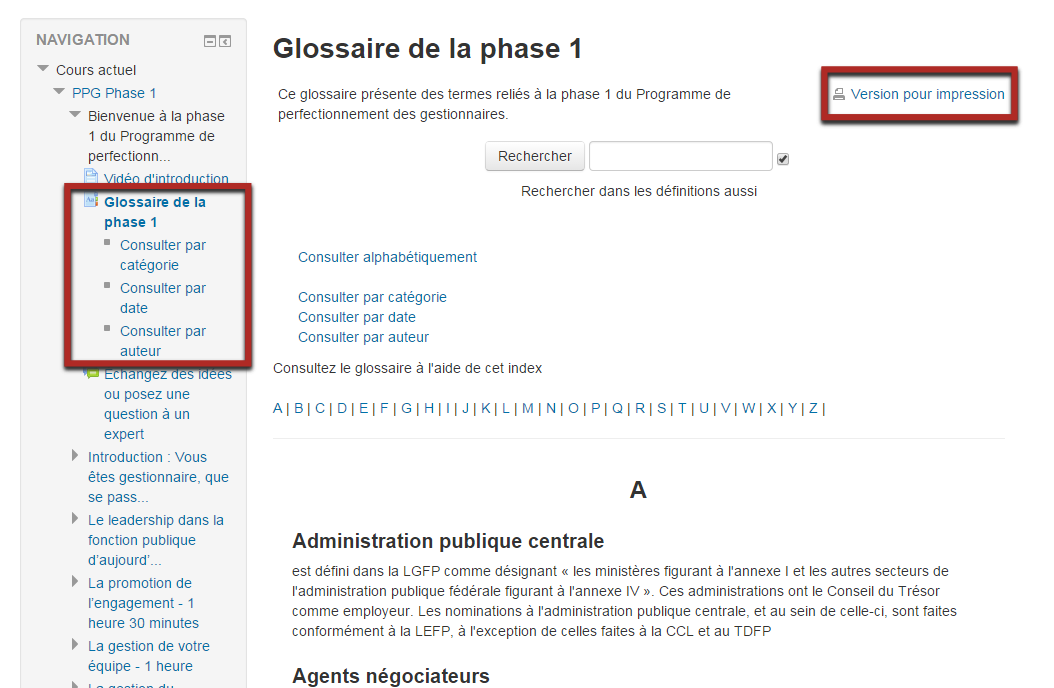 NAVIGATION
Cours actuel
PPG Phase 1
Bienvenue à la phase
1 du Programme de
perfectionn...
Vidéo d'introduction
Glossaire de la
phase 1
Consulter par
catégorie
Consulter par
date
Consulter par
auteur
Échangez des idées
ou posez une
question à un
expert
Introduction : Vous
êtes gestionnaire, que
se pass...
Le leadership dans la
fonction publique
d'aujourd'...
La promotion de
l'engagement - 1
heure 30 minutes
La gestion de votre
équipe - 1 heure
La gestion du
Glossaire de la phase 1
Ce glossaire présente des termes reliés à la phase 1 du Programme de
perfectionnement des gestionnaires.
Version pour impression
Rechercher
Rechercher dans les définitions aussi
Consulter alphabétiquement
Consulter par catégorie
Consulter par date
Consulter par auteur
Consultez le glossaire à l'aide de cet index
A | B | C | D | E | F | G | H | I | J | K | L | M | N | O | P | Q | R | S | T | U | V | W | X | Y | Z |
A
Administration publique centrale
est défini dans la LGFP comme désignant « les ministères figurant à l'annexe I et les autres secteurs de
l'administration publique fédérale figurant à l'annexe IV ». Ces administrations ont le Conseil du Trésor
comme employeur. Les nominations à l'administration publique centrale, et au sein de celle-ci, sont faites
conformément à la LEFP, à l'exception de celles faites à la CCL et au TDFP
Agents négociateurs